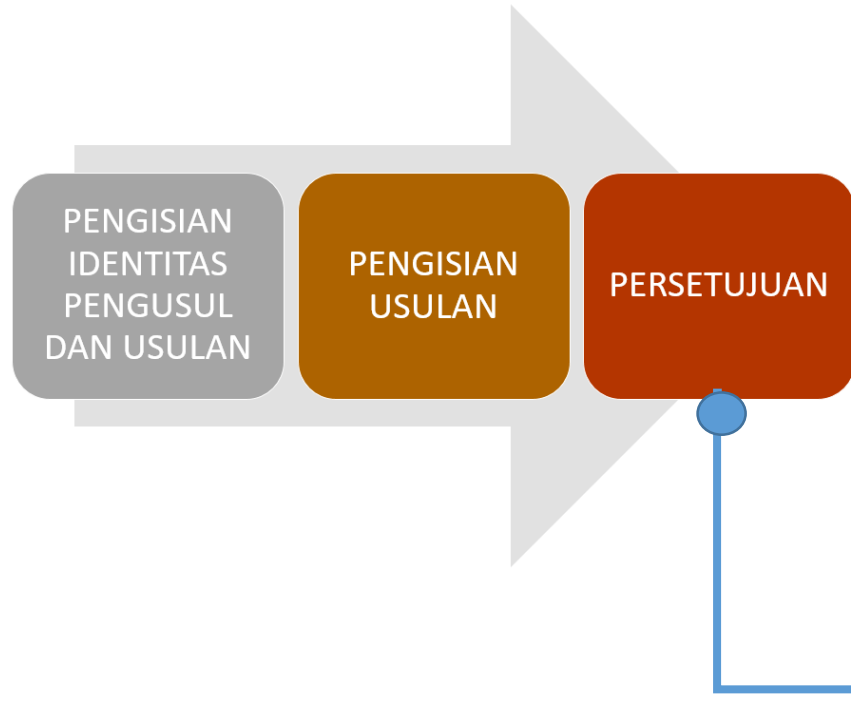 PENGISIAN
IDENTITAS
PENGUSUL
DAN USULAN
PENGISIAN
USULAN
PERSETUJUAN